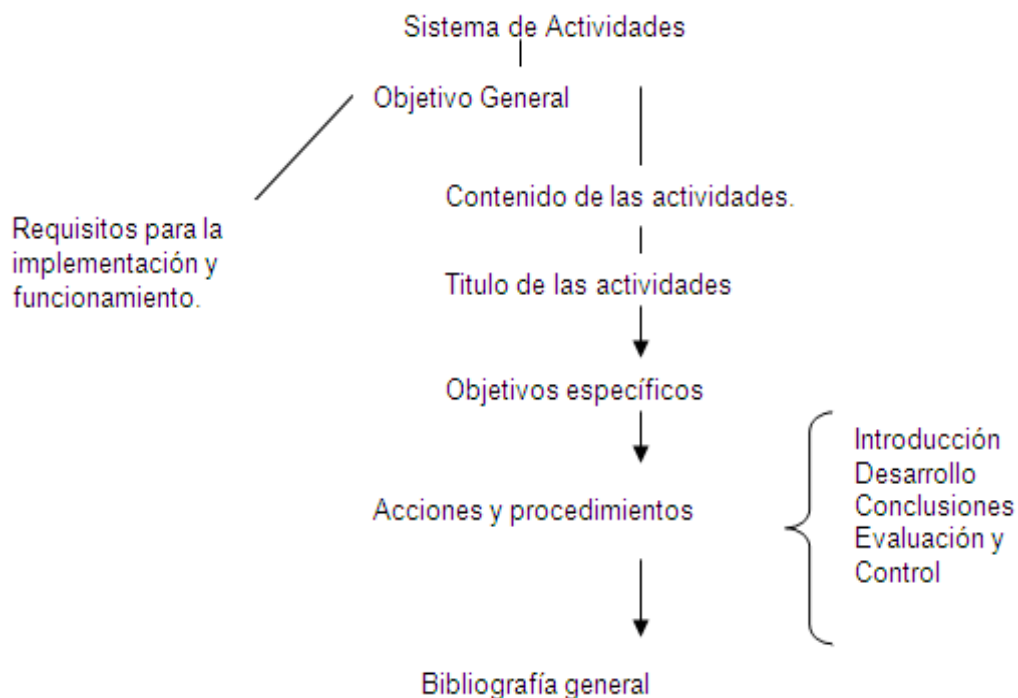 Sistema de Actividades
Objetivo General
Contenido de las actividades.
Requisitos para la
implementación y
funcionamiento.
Titulo de las actividades
Objetivos específicos
Acciones y procedimientos
Introducción
Desarrollo
Conclusiones
Evaluación y
Control
Bibliografía general